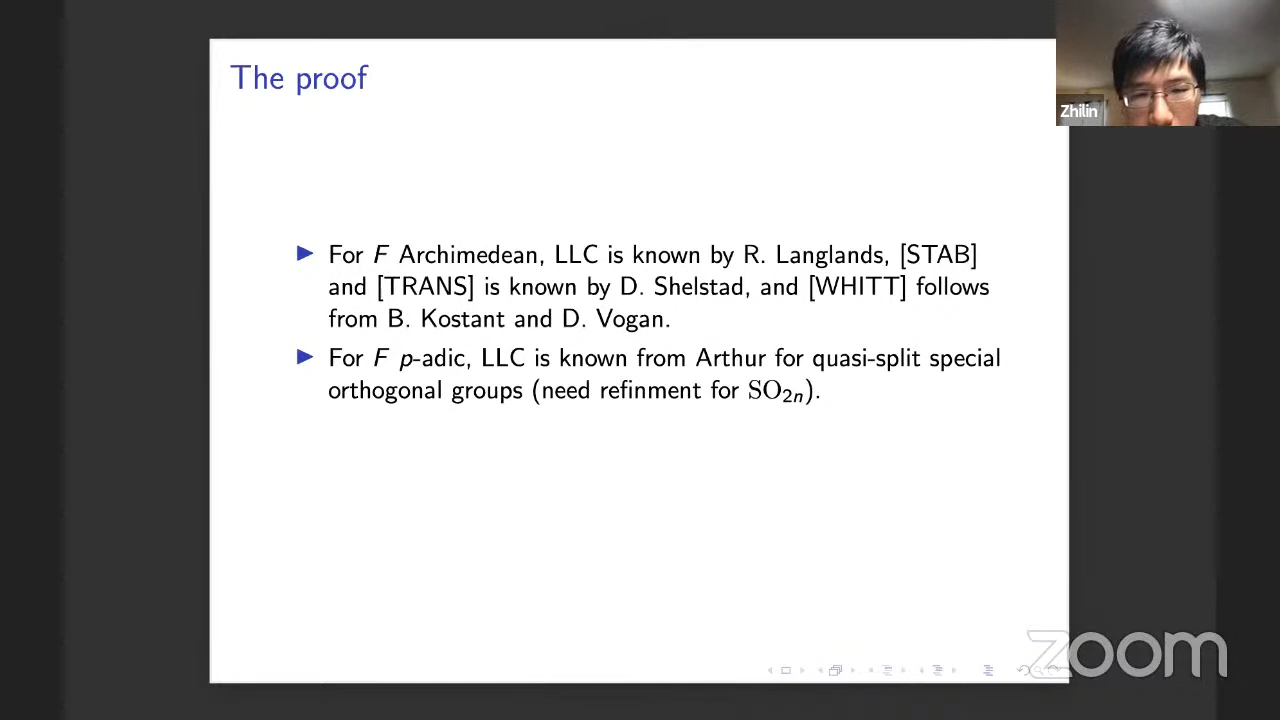 The proof
Zhilin
▶ For F Archimedean, LLC is known by R. Langlands, [STAB]
and [TRANS] is known by D. Shelstad, and [WHITT] follows
from B. Kostant and D. Vogan.
▶ For F p-adic, LLC is known from Arthur for quasi-split special
orthogonal groups (need refinment for SO₂ₙ).
zoom